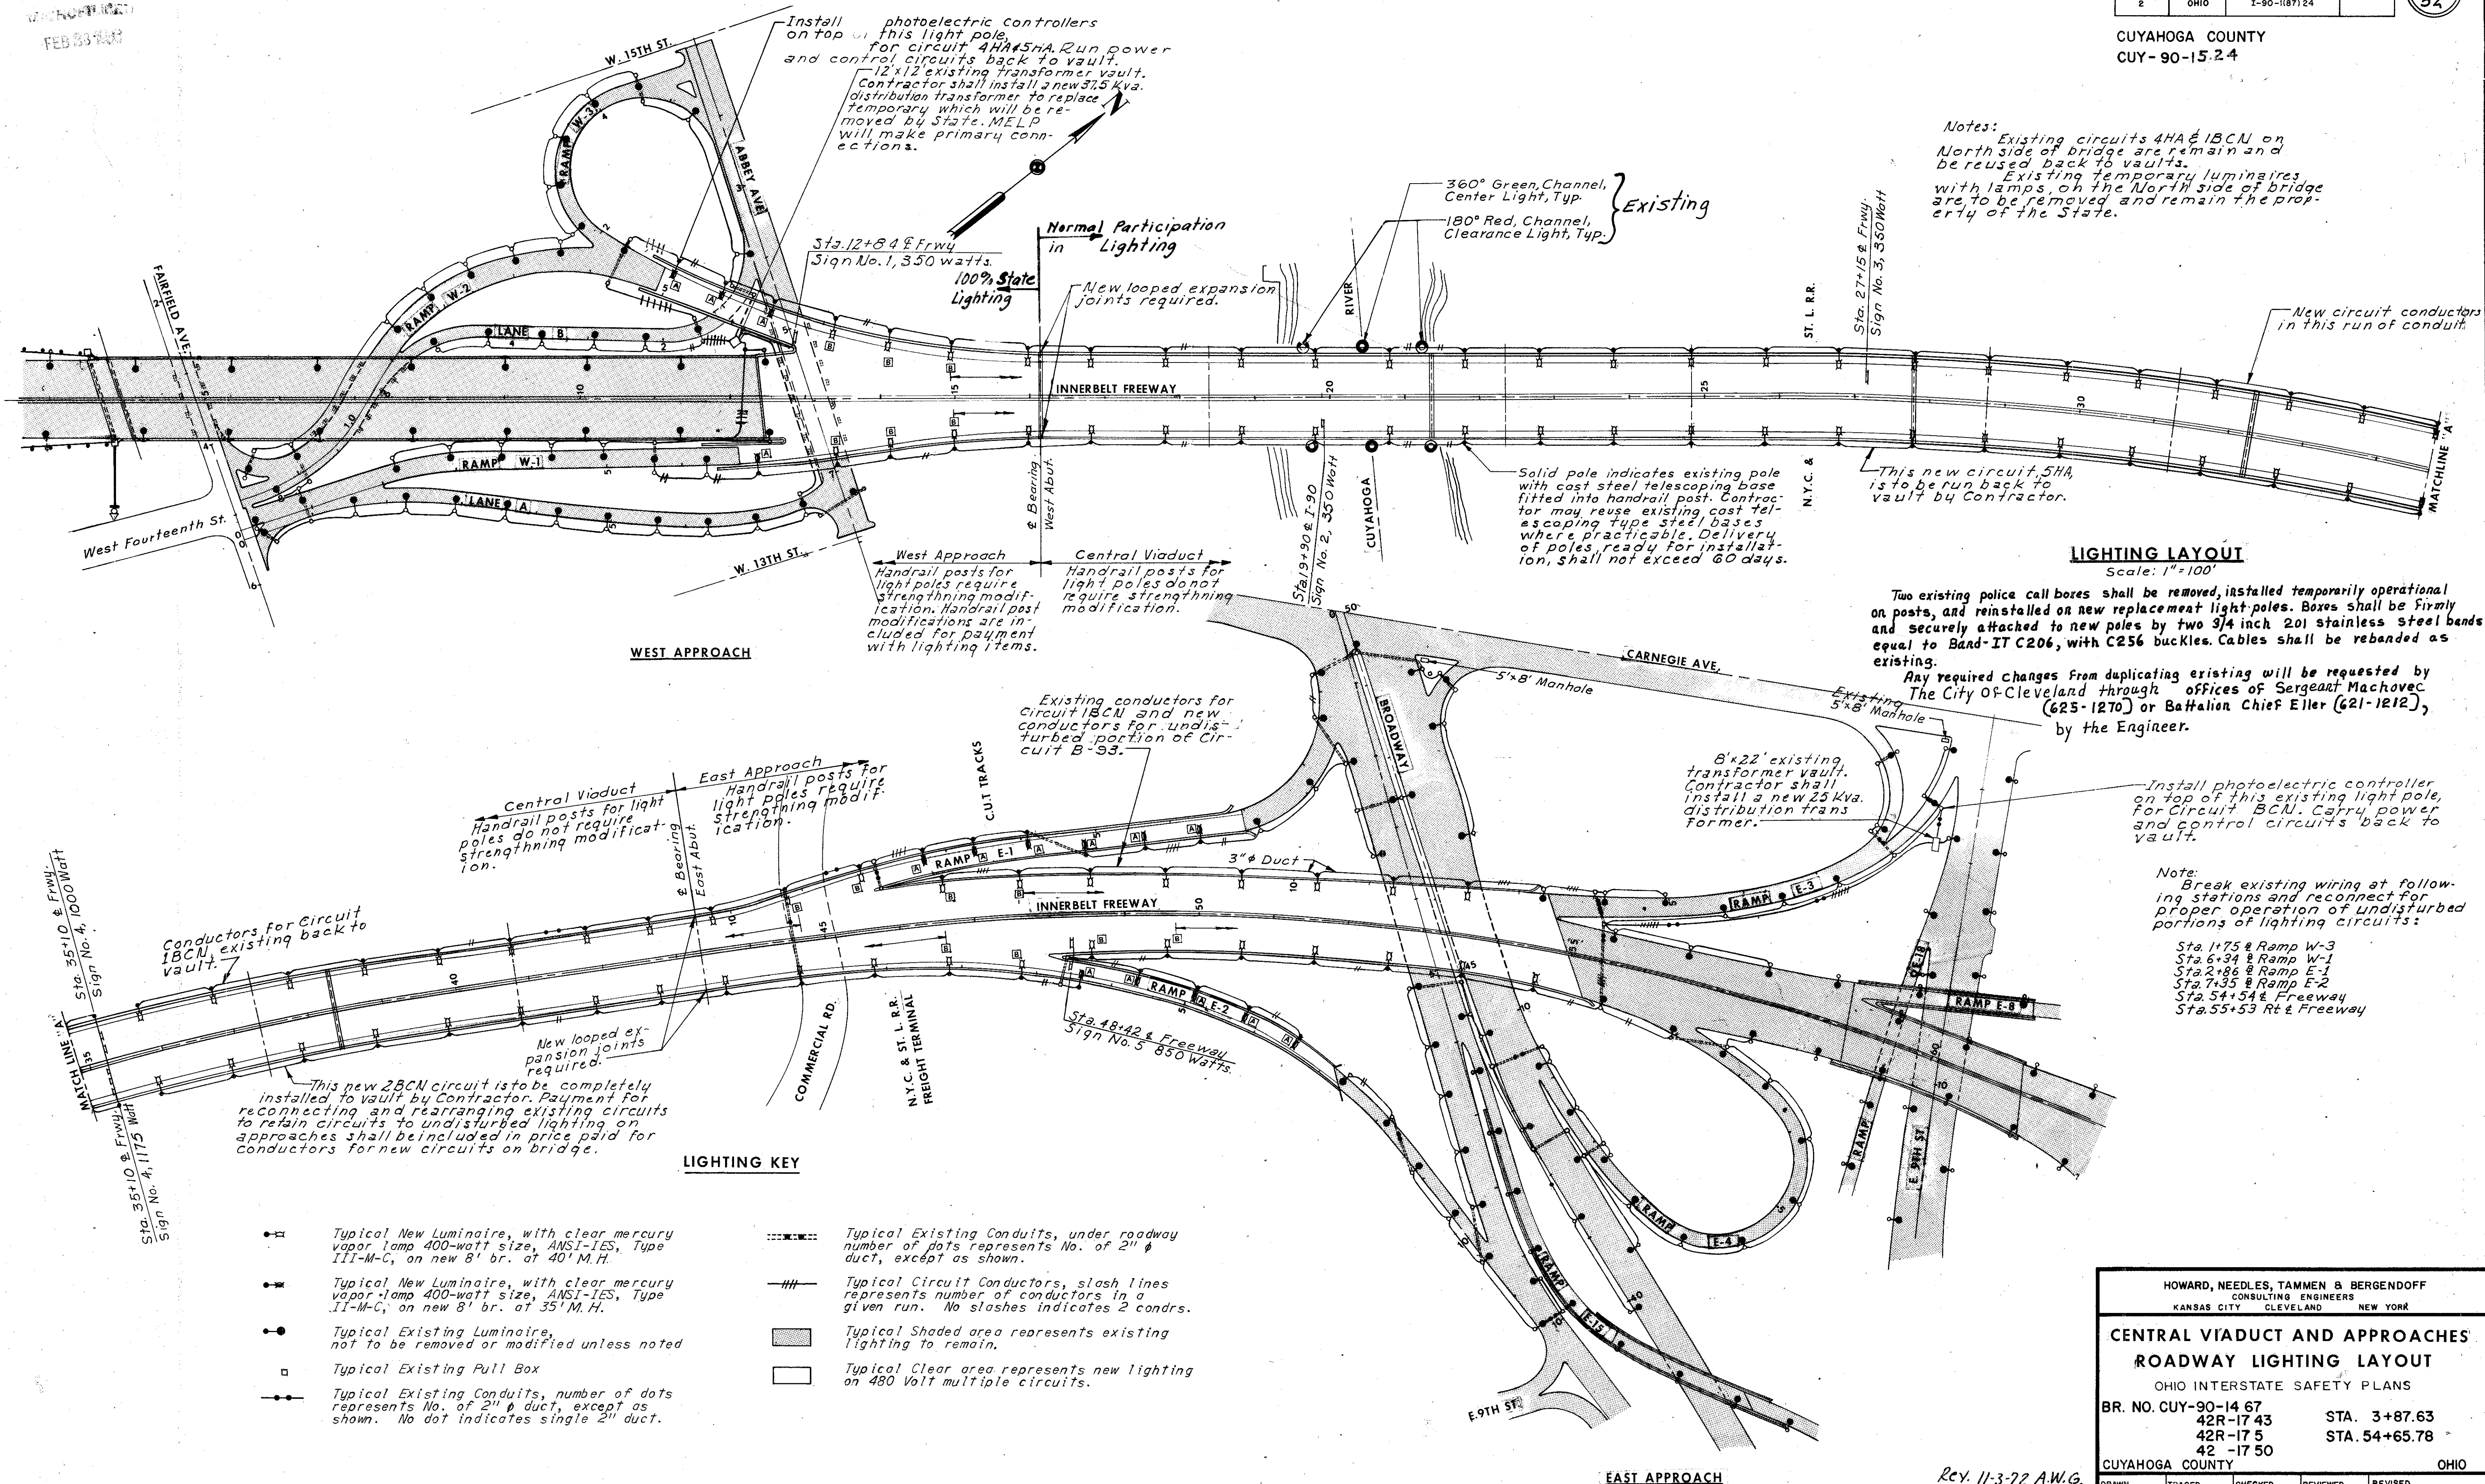 MICROFILMED
2 OHIO I-90-1(87)24
CUYAHOGA COUNTY
CUY-90-15.24
Install photoelectric controllers
on top of this light pole,
for circuit 4HA&5HA. Run power
and control circuits back to vault.
12'x12' existing transformer vault.
Contractor shall install a new 37.5 Kva.
distribution transformer to replace
temporary which will be re-
moved by State. MELP
will make primary conn-
ections.
N
Notes:
Existing circuits 4HA & 1BCN on
North side of bridge are remain and
be reused back to vaults.
Existing temporary luminaires
with lamps, on the North side of bridge
are to be removed and remain the prop-
erty of the State.
W. 15TH ST.
RAMP W-3
ABBEY AVE
360° Green, Channel,
Center Light, Typ.
180° Red, Channel,
Clearance Light, Typ.
Existing
Normal Participation
in Lighting
100% State
Lighting
Sta. 12+84 ℄ Frwy
Sign No. 1, 350 watts.
New looped expansion
joints required.
RIVER
ST. L. R.R.
Sta. 27+15 ℄ Frwy.
Sign No. 3, 350 Watt
New circuit conductors
in this run of conduit
FAIRFIELD AVE.
RAMP W-2
LANE B
INNERBELT FREEWAY
10
15
20
25
30
MATCHLINE "A"
RAMP W-1
LANE A
West Fourteenth St.
W. 13TH ST.
℄ Bearing
West Abut.
Sta. 19+90 ℄ I-90
Sign No. 2, 350 Watt
CUYAHOGA
N.Y.C. &
Solid pole indicates existing pole
with cast steel telescoping base
fitted into handrail post. Contrac-
tor may reuse existing cast tel-
escoping type steel bases
where practicable. Delivery
of poles, ready for installat-
ion, shall not exceed 60 days.
This new circuit, 5HA,
is to be run back to
vault by Contractor.
West Approach
Handrail posts for
light poles require
strengthning modif-
ication. Handrail post
modifications are in-
cluded for payment
with lighting items.
Central Viaduct
Handrail posts for
light poles do not
require strengthning
modification.
WEST APPROACH
LIGHTING LAYOUT
Scale: 1"=100'
Two existing police call boxes shall be removed, installed temporarily operational
on posts, and reinstalled on new replacement light poles. Boxes shall be firmly
and securely attached to new poles by two 3/4 inch 201 stainless steel bands
equal to Band-IT C206, with C256 buckles. Cables shall be rebanded as
existing.
Any required changes from duplicating existing will be requested by
The City Of Cleveland through offices of Sergeant Machovec
(625-1270) or Battalion Chief Eller (621-1212),
by the Engineer.
Existing conductors for
circuit 1BCN and new
conductors for undis-
turbed portion of Cir-
cuit B-93.
CARNEGIE AVE.
5'x8' Manhole
Existing
5'x8' Manhole
BROADWAY
8'x22' existing
transformer vault.
Contractor shall
install a new 25 Kva.
distribution trans
former.
Install photoelectric controller
on top of this existing light pole,
for Circuit BCN. Carry power
and control circuits back to
vault.
Note:
Break existing wiring at follow-
ing stations and reconnect for
proper operation of undisturbed
portions of lighting circuits:
Sta. 1+75 ℄ Ramp W-3
Sta. 6+34 ℄ Ramp W-1
Sta. 2+86 ℄ Ramp E-1
Sta. 7+35 ℄ Ramp E-2
Sta. 54+54 ℄ Freeway
Sta. 55+53 Rt ℄ Freeway
Central Viaduct
Handrail posts for light
poles do not require
strengthning modificat-
ion.
East Approach
Handrail posts for
light poles require
strengthning modif-
ication.
℄ Bearing
East Abut.
C.U.T TRACKS
RAMP E-1
3"ϕ Duct
INNERBELT FREEWAY
RAMP E-3
Conductors for Circuit
1BCN, existing back to
vault.
Sta. 35+10 ℄ Frwy.
Sign No. 4, 100 Watt
MATCH LINE "A"
35
40
45
50
New looped ex-
pansion joints
required.
COMMERCIAL RD.
N.Y.C. & ST. L. R.R.
FREIGHT TERMINAL
RAMP E-2
Sta. 48+42 ℄ Freeway
Sign No. 5 850 Watts.
RAMP E-8
RAMP
E. 9TH ST
This new 2BCN circuit is to be completely
installed to vault by Contractor. Payment for
reconnecting and rearranging existing circuits
to retain circuits to undisturbed lighting on
approaches shall be included in price paid for
conductors for new circuits on bridge.
Sta. 35+10 ℄ Frwy.
Sign No. 4, 1175 Watt
RAMP E-4
RAMP E-15
E. 9TH ST.
LIGHTING KEY
Typical New Luminaire, with clear mercury
vapor lamp 400-watt size, ANSI-IES, Type
III-M-C, on new 8' br. at 40' M.H.
Typical New Luminaire, with clear mercury
vapor lamp 400-watt size, ANSI-IES, Type
II-M-C, on new 8' br. at 35' M.H.
Typical Existing Luminaire,
not to be removed or modified unless noted
Typical Existing Pull Box
Typical Existing Conduits, number of dots
represents No. of 2" ϕ duct, except as
shown. No dot indicates single 2" duct.
Typical Existing Conduits, under roadway
number of dots represents No. of 2" ϕ
duct, except as shown.
Typical Circuit Conductors, slash lines
represents number of conductors in a
given run. No slashes indicates 2 condrs.
Typical Shaded area represents existing
lighting to remain.
Typical Clear area represents new lighting
on 480 Volt multiple circuits.
EAST APPROACH
Rev. 11-3-72 A.W.G.
HOWARD, NEEDLES, TAMMEN & BERGENDOFF
CONSULTING ENGINEERS
KANSAS CITY CLEVELAND NEW YORK
CENTRAL VIADUCT AND APPROACHES
ROADWAY LIGHTING LAYOUT
OHIO INTERSTATE SAFETY PLANS
BR. NO. CUY-90-14 67
42R-17 43 STA. 3+87.63
42R-17 5 STA. 54+65.78
42 -17 50
CUYAHOGA COUNTY OHIO
DRAWN TRACED CHECKED REVIEWED REVISED